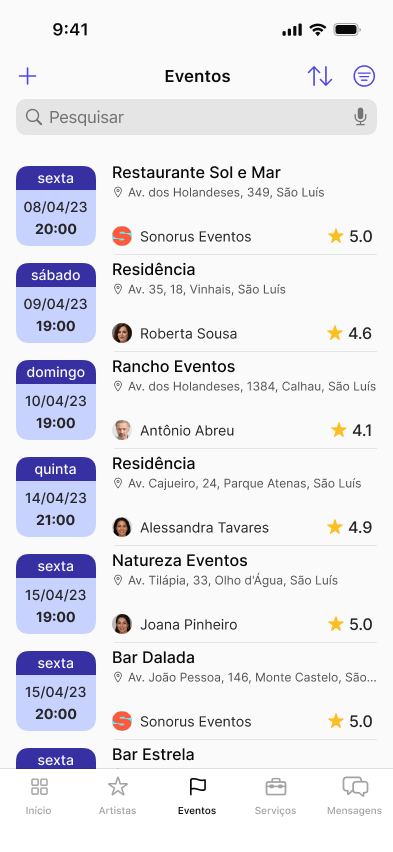 9:41
Eventos
Pesquisar
sexta
08/04/23
20:00
Restaurante Sol e Mar
Av. dos Holandeses, 349, São Luís
Sonorus Eventos
5.0
sábado
09/04/23
19:00
Residência
Av. 35, 18, Vinhais, São Luís
Roberta Sousa
4.6
domingo
10/04/23
19:00
Rancho Eventos
Av. dos Holandeses, 1384, Calhau, São Luís
Antônio Abreu
4.1
quinta
14/04/23
21:00
Residência
Av. Cajueiro, 24, Parque Atenas, São Luís
Alessandra Tavares
4.9
sexta
15/04/23
19:00
Natureza Eventos
Av. Tilápia, 33, Olho d'Água, São Luís
Joana Pinheiro
5.0
sexta
15/04/23
20:00
Bar Dalada
Av. João Pessoa, 146, Monte Castelo, São...
Sonorus Eventos
5.0
sexta
Bar Estrela
Início
Artistas
Eventos
Serviços
Mensagens